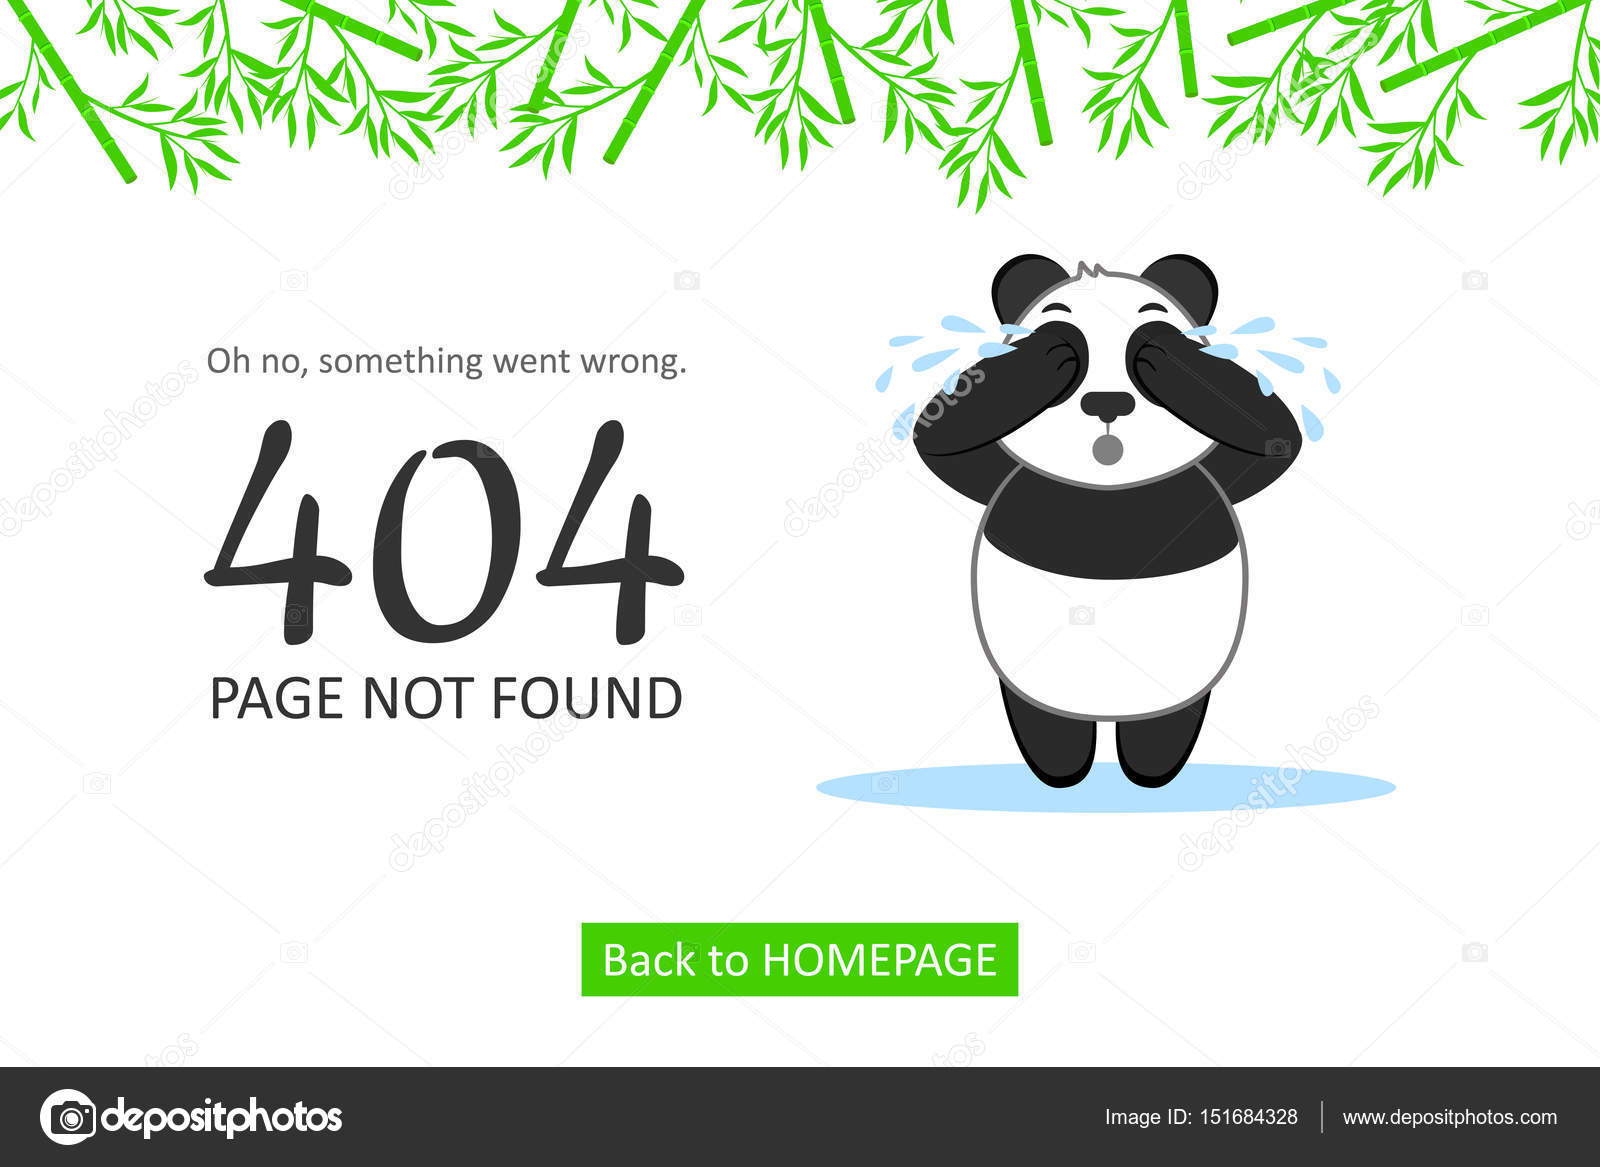 Oh no, something went wrong.
404
PAGE NOT FOUND
Back to HOMEPAGE
depositphotos
Image ID: 151684328
www.depositphotos.com